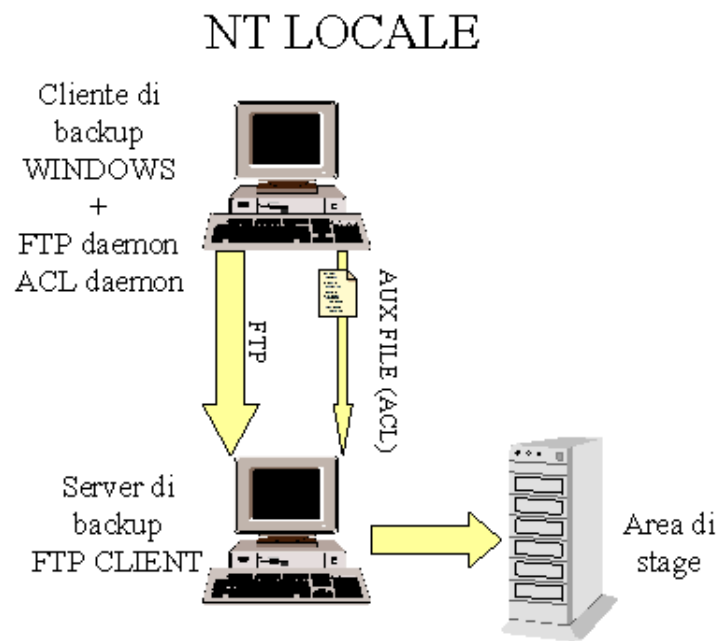 NT LOCALE
Cliente di
backup
WINDOWS
+
FTP daemon
ACL daemon
FTP
AUX FILE (ACL)
Server di
backup
FTP CLIENT
Area di
stage